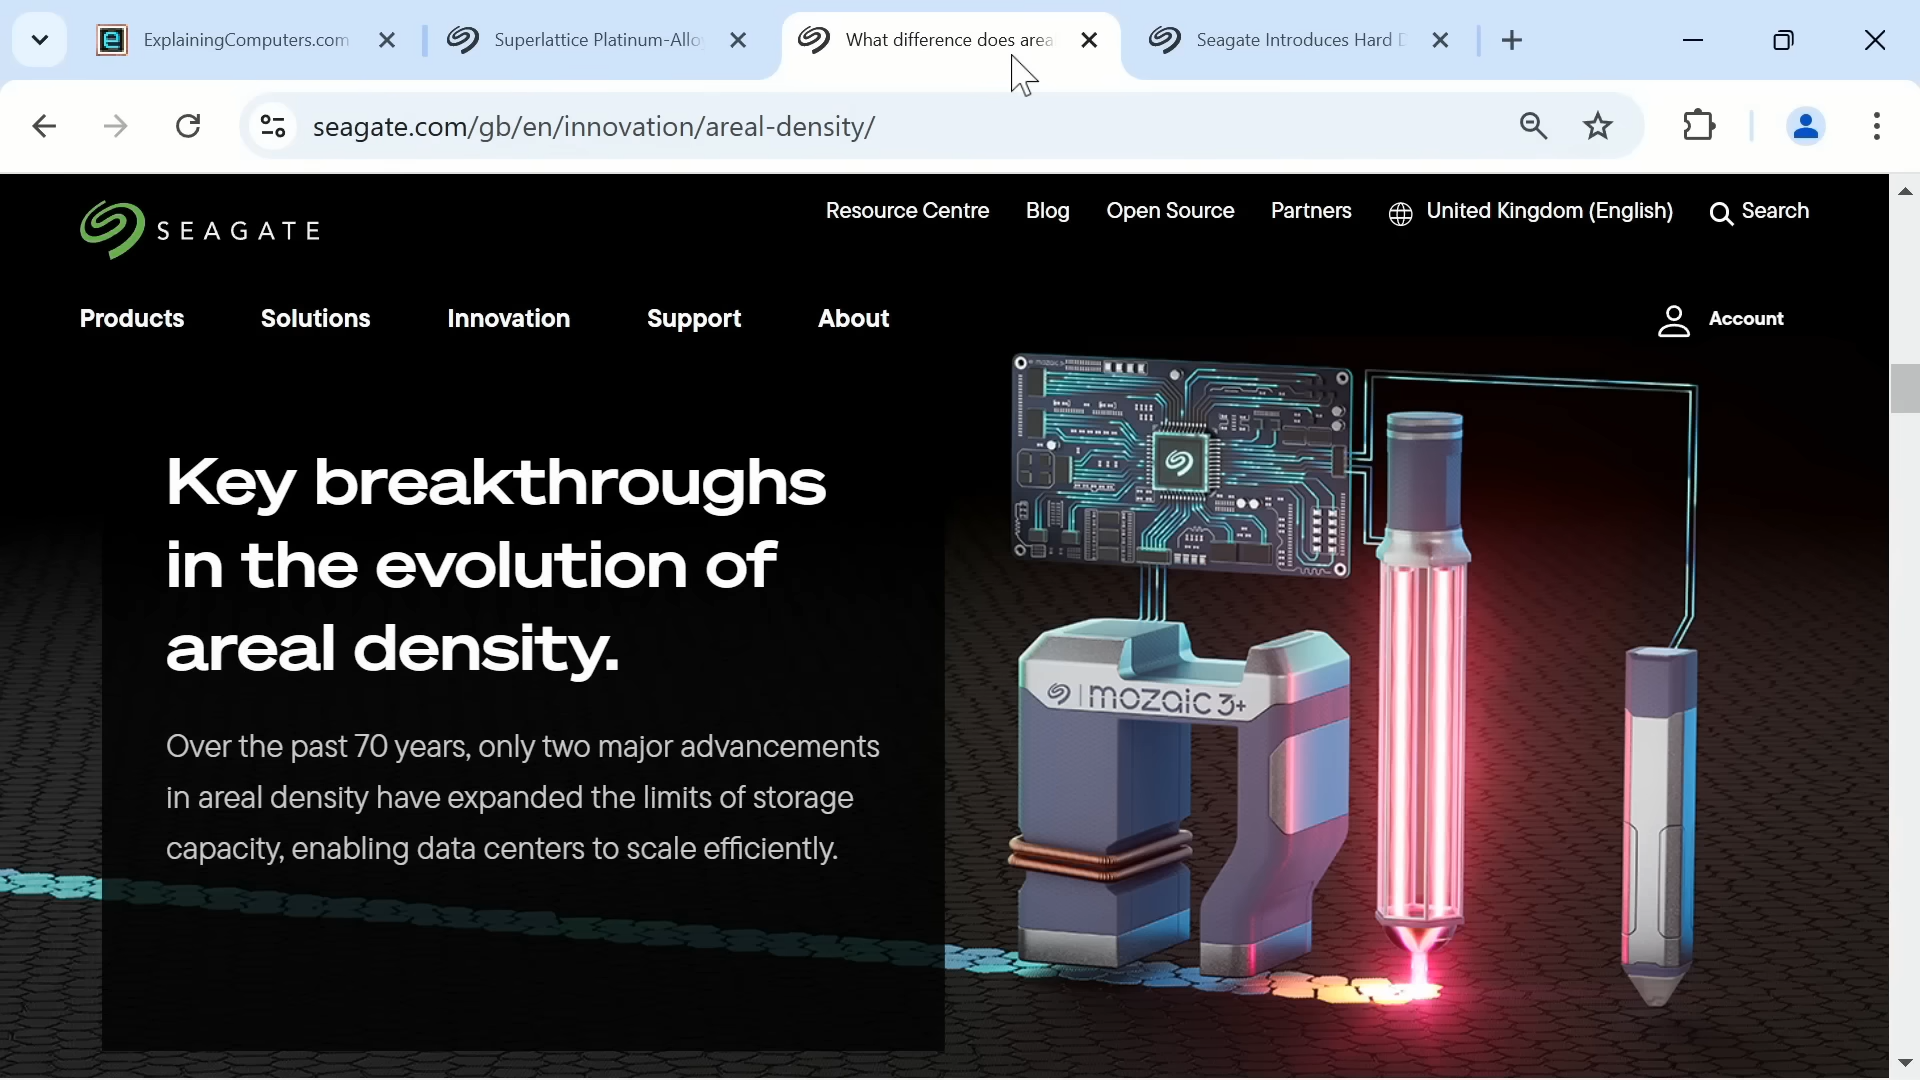 ExplainingComputers.com
Superlattice Platinum-Allo
What difference does area
Seagate Introduces Hard D
seagate.com/gb/en/innovation/areal-density/
SEAGATE
Resource Centre
Blog
Open Source
Partners
United Kingdom (English)
Search
Products
Solutions
Innovation
Support
About
Account
Key breakthroughs
in the evolution of
areal density.
Over the past 70 years, only two major advancements
in areal density have expanded the limits of storage
capacity, enabling data centers to scale efficiently.
mozaic 3+
mozaic 3+